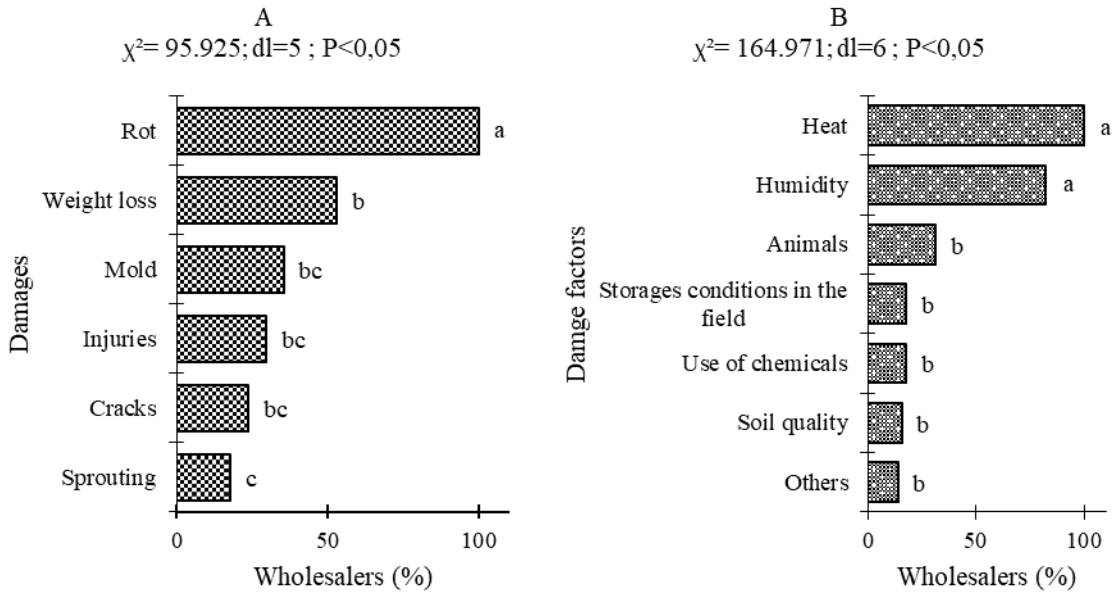 A
χ²= 95.925; dl=5 ; P<0,05
Damages
Rot
a
Weight loss
b
Mold
bc
Injuries
bc
Cracks
bc
Sprouting
c
0 50 100
Wholesalers (%)
B
χ²= 164.971; dl=6 ; P<0,05
Damge factors
Heat
a
Humidity
a
Animals
b
Storages conditions in the
field
b
Use of chemicals
b
Soil quality
b
Others
b
0 50 100
Wholesalers (%)